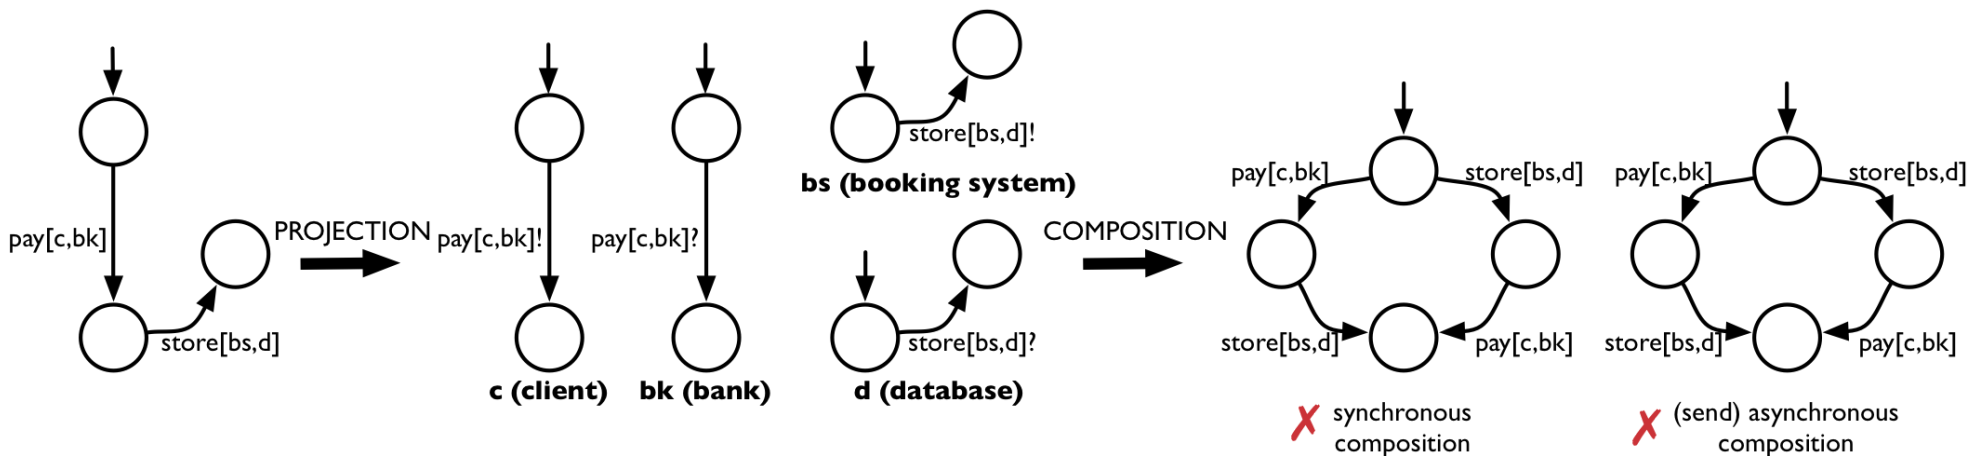 pay[c,bk]
store[bs,d]
PROJECTION
pay[c,bk]!
c (client)
pay[c,bk]?
bk (bank)
store[bs,d]!
bs (booking system)
store[bs,d]?
d (database)
COMPOSITION
pay[c,bk]
store[bs,d]
store[bs,d]
pay[c,bk]
✗ synchronous
composition
pay[c,bk]
store[bs,d]
store[bs,d]
pay[c,bk]
✗ (send) asynchronous
composition